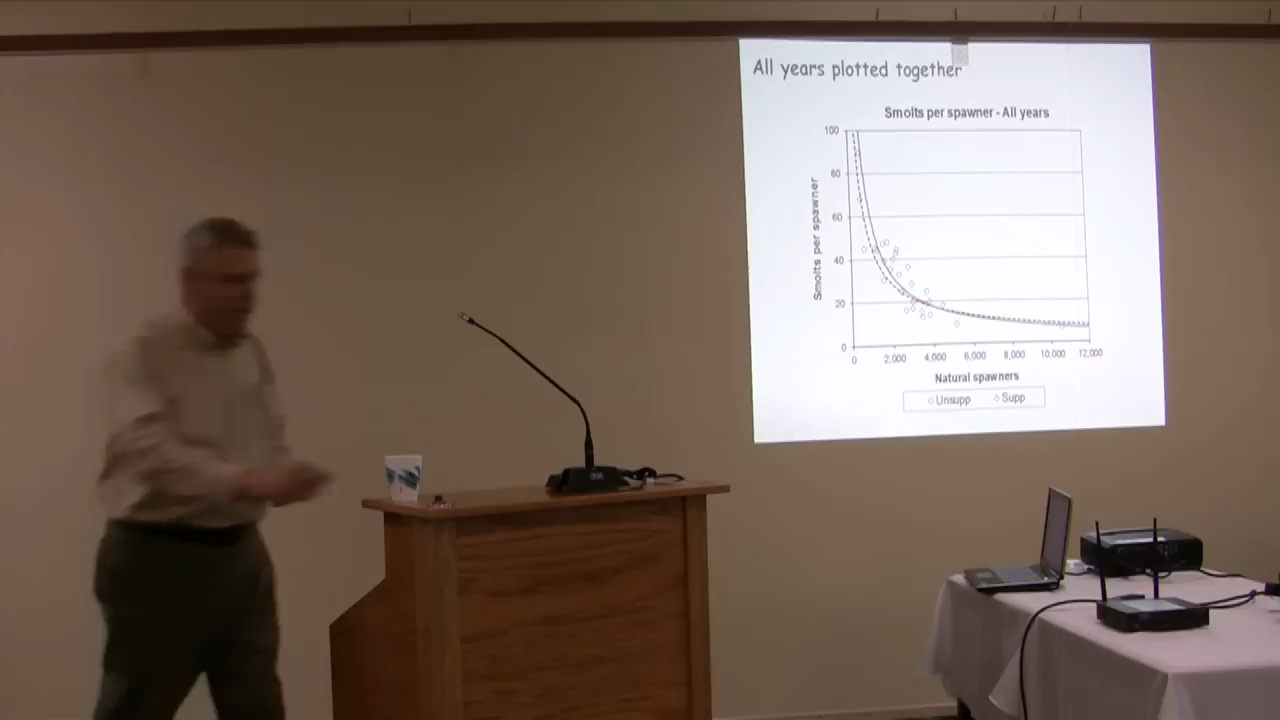 All years plotted together
Smolts per spawner - All years
Smolts per spawner
100
80
60
40
20
0
0 2,000 4,000 6,000 8,000 10,000 12,000
Natural spawners
Unsupp Supp